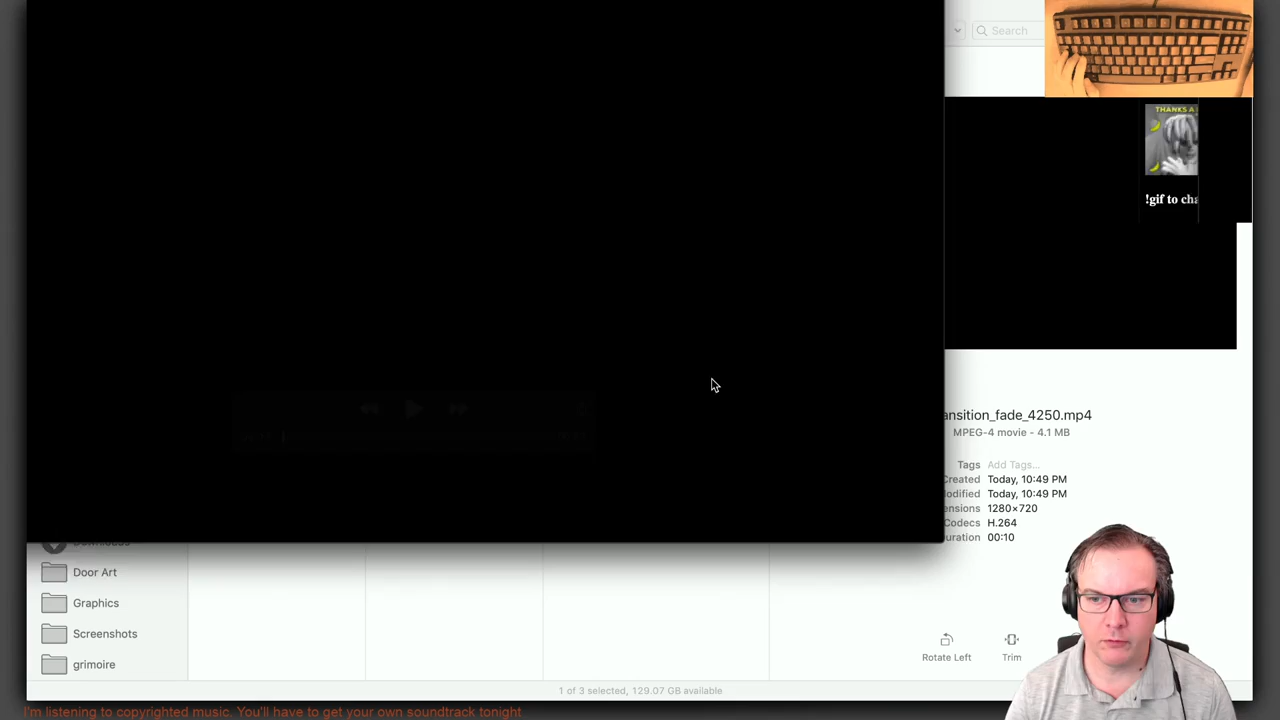 Search
THANKS A
!gif to cha
ansition_fade_4250.mp4
MPEG-4 movie - 4.1 MB
Tags Add Tags...
Created Today, 10:49 PM
odified Today, 10:49 PM
ensions 1280×720
Codecs H.264
uration 00:10
Downloads
Door Art
Graphics
Screenshots
grimoire
Rotate Left
Trim
1 of 3 selected, 129.07 GB available
I'm listening to copyrighted music. You'll have to get your own soundtrack tonight